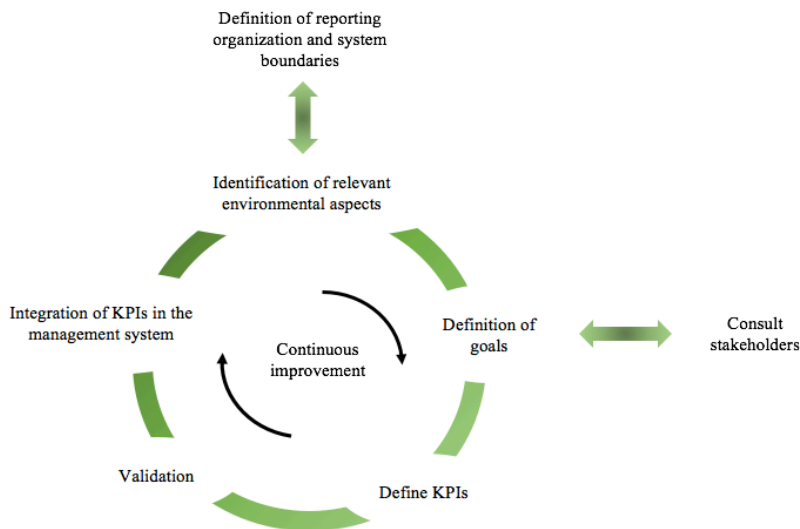 Definition of reporting
organization and system
boundaries
Identification of relevant
environmental aspects
Integration of KPIs in the
management system
Continuous
improvement
Definition of
goals
Consult
stakeholders
Validation
Define KPIs